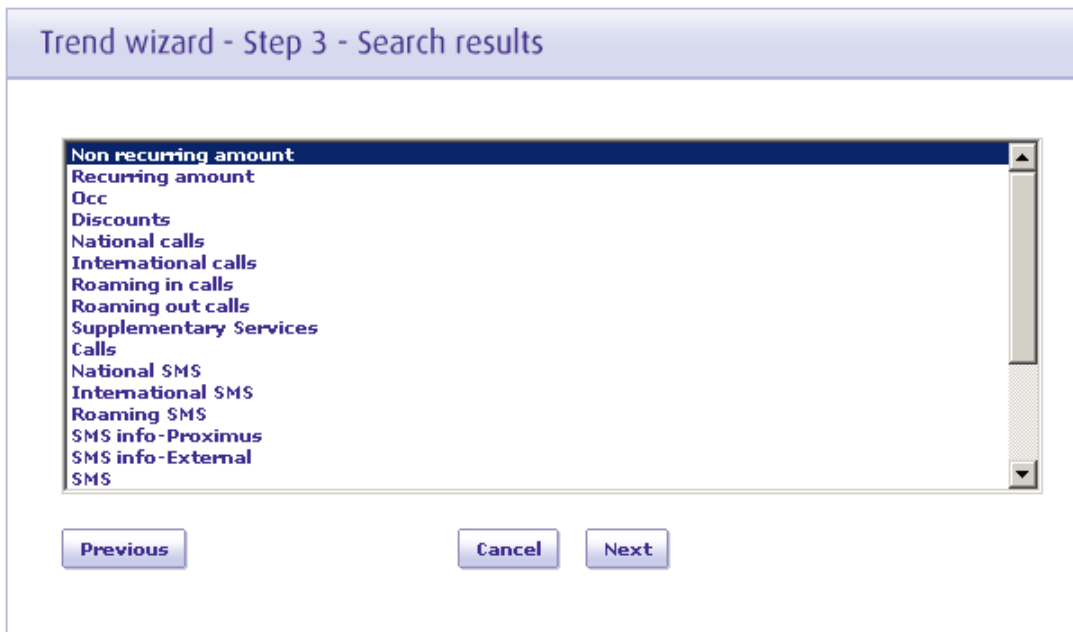 Trend wizard - Step 3 - Search results
Non recurring amount
Recurring amount
Occ
Discounts
National calls
International calls
Roaming in calls
Roaming out calls
Supplementary Services
Calls
National SMS
International SMS
Roaming SMS
SMS info-Proximus
SMS info-External
SMS
Previous Cancel Next